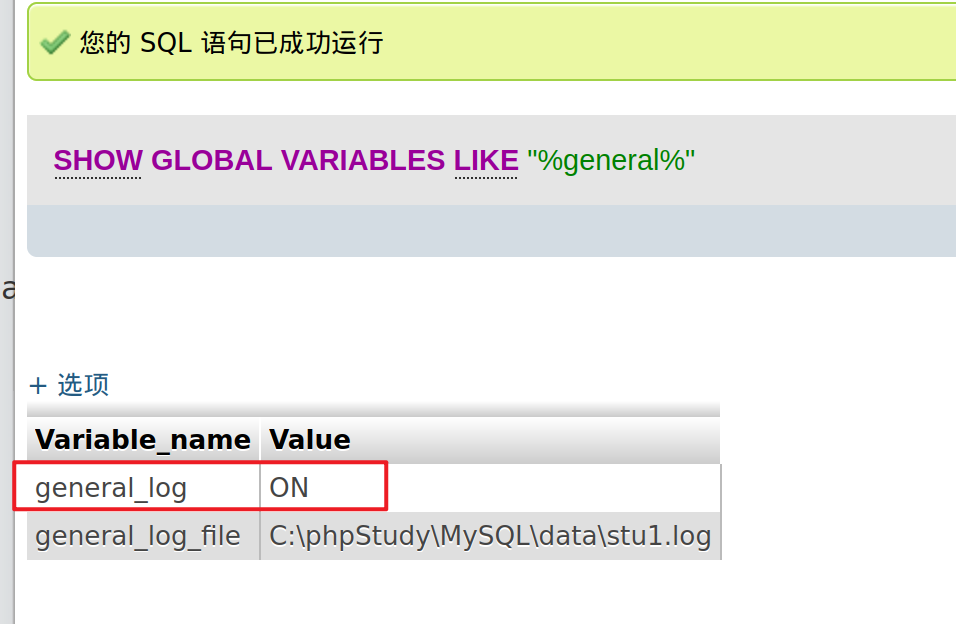 您的 SQL 语句已成功运行
SHOW GLOBAL VARIABLES LIKE "%general%"
a
+ 选项
Variable_name Value
general_log ON
general_log_file C:\phpStudy\MySQL\data\stu1.log